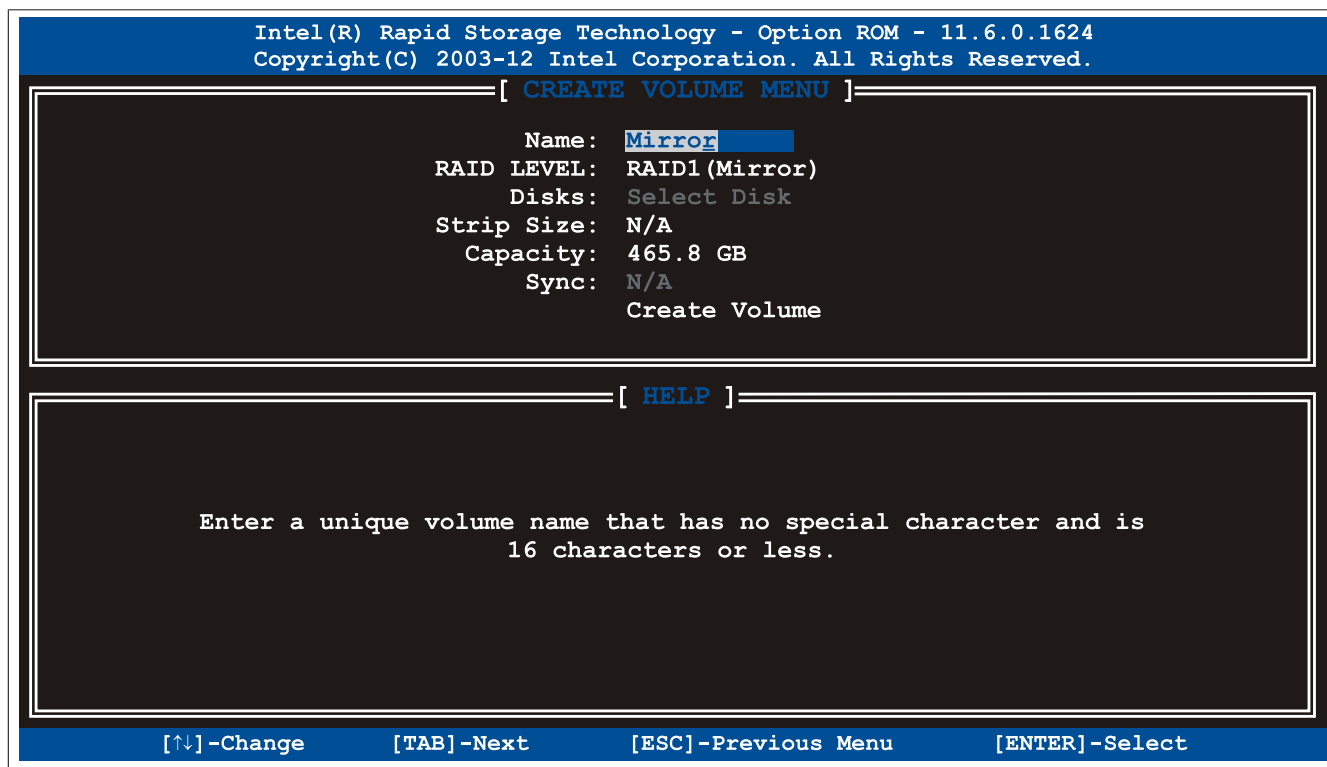 Intel(R) Rapid Storage Technology - Option ROM - 11.6.0.1624
Copyright(C) 2003-12 Intel Corporation. All Rights Reserved.
[ CREATE VOLUME MENU ]
Name: Mirror
RAID LEVEL: RAID1(Mirror)
Disks: Select Disk
Strip Size: N/A
Capacity: 465.8 GB
Sync: N/A
Create Volume
[ HELP ]
Enter a unique volume name that has no special character and is
16 characters or less.
[↑↓]-Change [TAB]-Next [ESC]-Previous Menu [ENTER]-Select